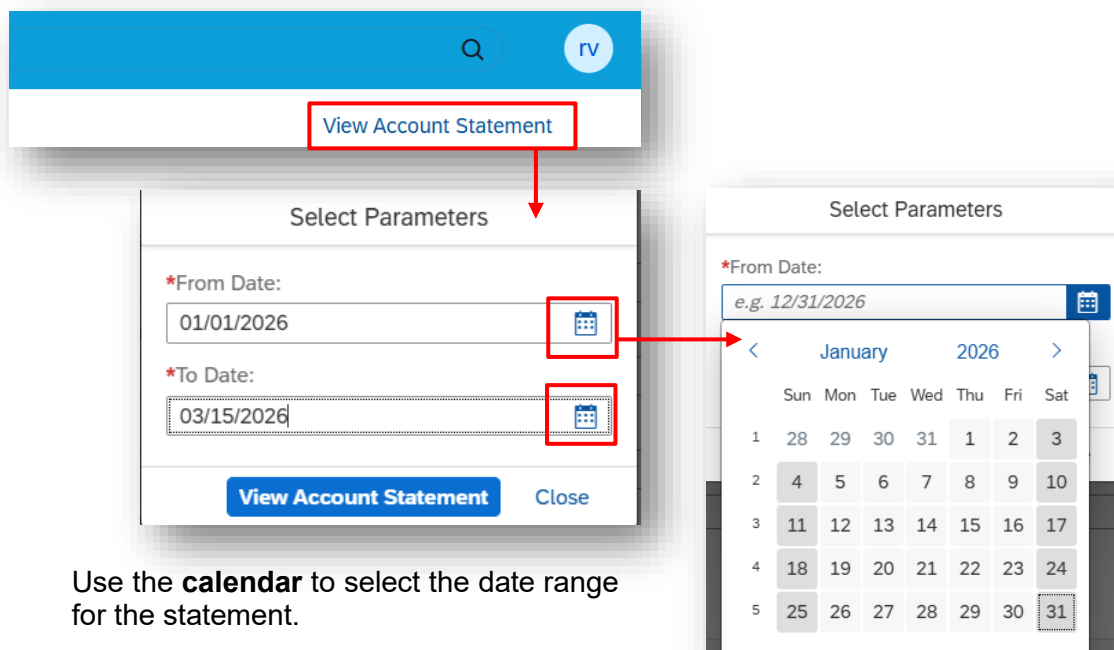 rv
View Account Statement
Select Parameters
*From Date:
01/01/2026
*To Date:
03/15/2026
View Account Statement Close
Use the calendar to select the date range
for the statement.
Select Parameters
*From Date:
e.g. 12/31/2026
January 2026
Sun Mon Tue Wed Thu Fri Sat
1 28 29 30 31 1 2 3
2 4 5 6 7 8 9 10
3 11 12 13 14 15 16 17
4 18 19 20 21 22 23 24
5 25 26 27 28 29 30 31